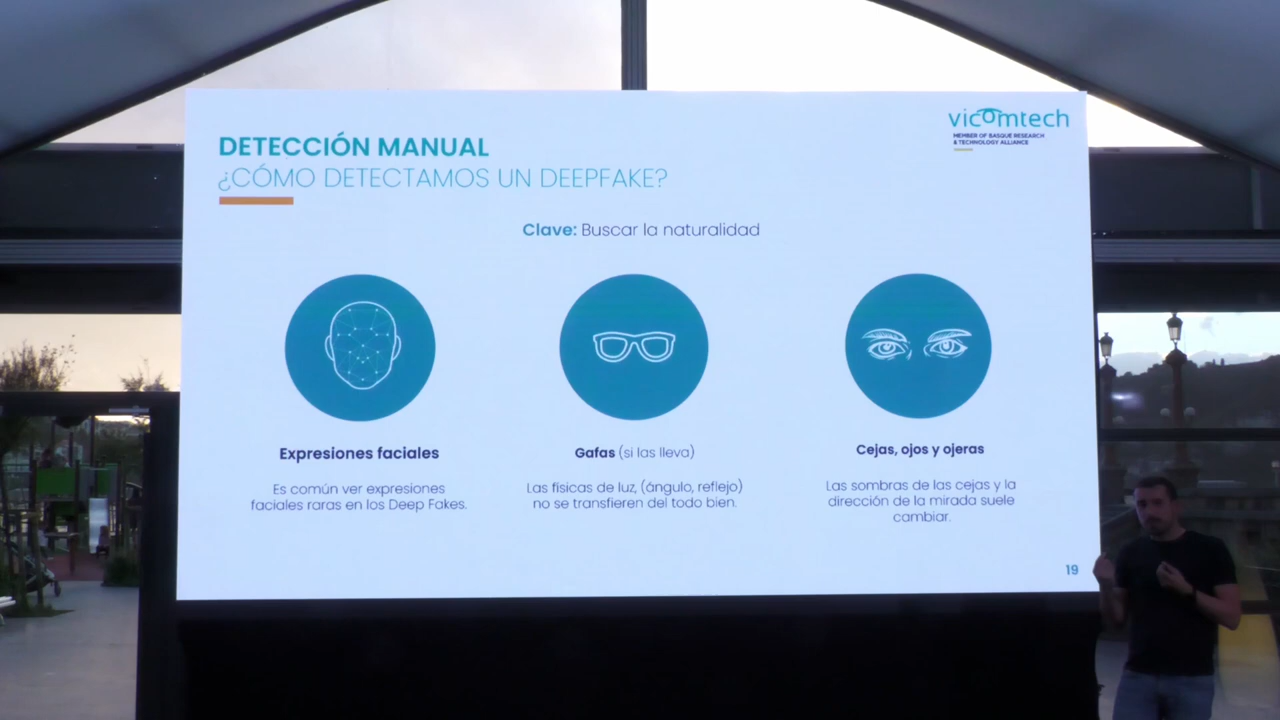 vicomtech
MEMBER OF BASQUE RESEARCH
& TECHNOLOGY ALLIANCE
DETECCIÓN MANUAL
¿CÓMO DETECTAMOS UN DEEPFAKE?
Clave: Buscar la naturalidad
Expresiones faciales
Es común ver expresiones
faciales raras en los Deep Fakes.
Gafas (si las lleva)
Las físicas de luz, (ángulo, reflejo)
no se transfieren del todo bien.
Cejas, ojos y ojeras
Las sombras de las cejas y la
dirección de la mirada suele
cambiar.
19